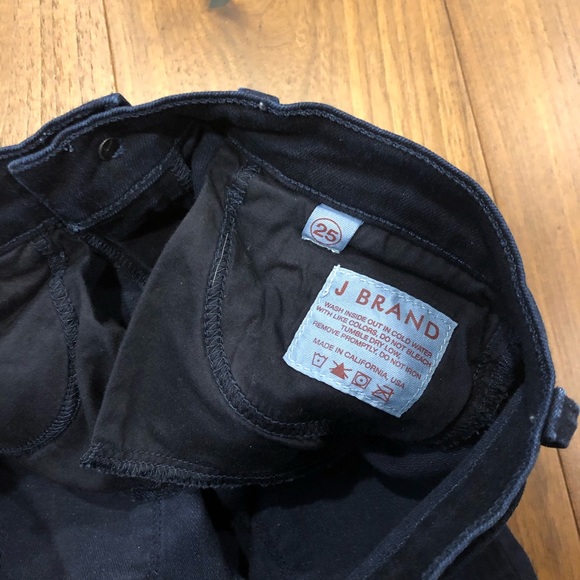 25
J BRAND
WASH INSIDE OUT IN COLD WATER
WITH LIKE COLORS, DO NOT BLEACH
TUMBLE DRY LOW,
REMOVE PROMPTLY, DO NOT IRON
MADE IN CALIFORNIA, USA